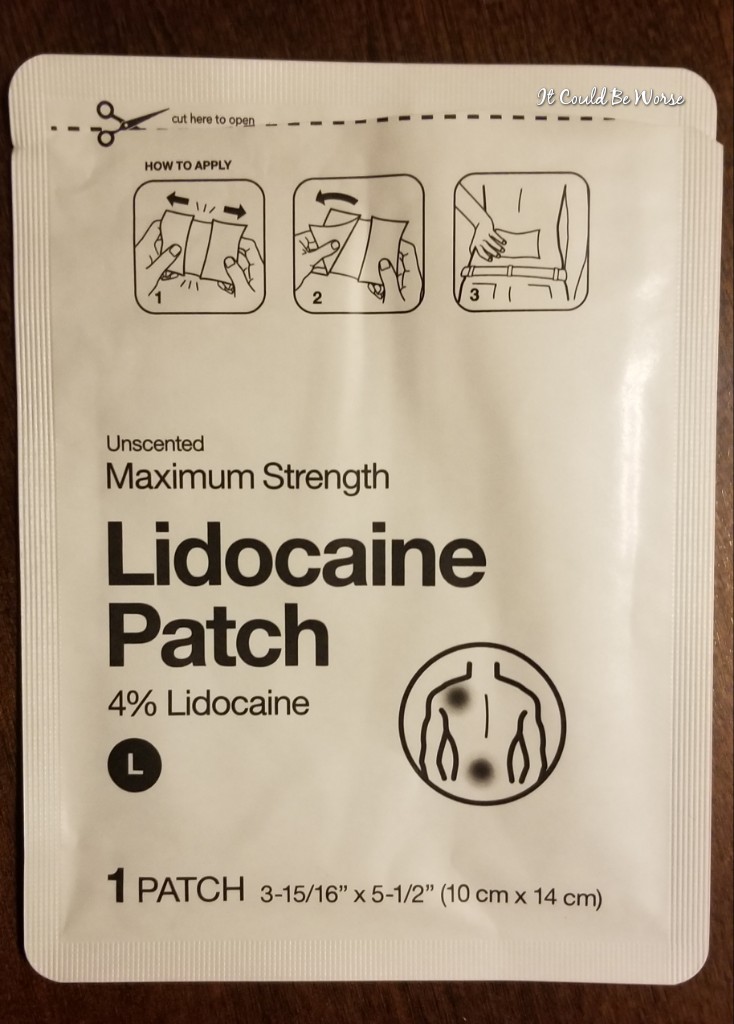 It Could Be Worse
cut here to open
HOW TO APPLY
1
2
3
Unscented
Maximum Strength
Lidocaine
Patch
4% Lidocaine
L
1 PATCH 3-15/16” x 5-1/2” (10 cm x 14 cm)